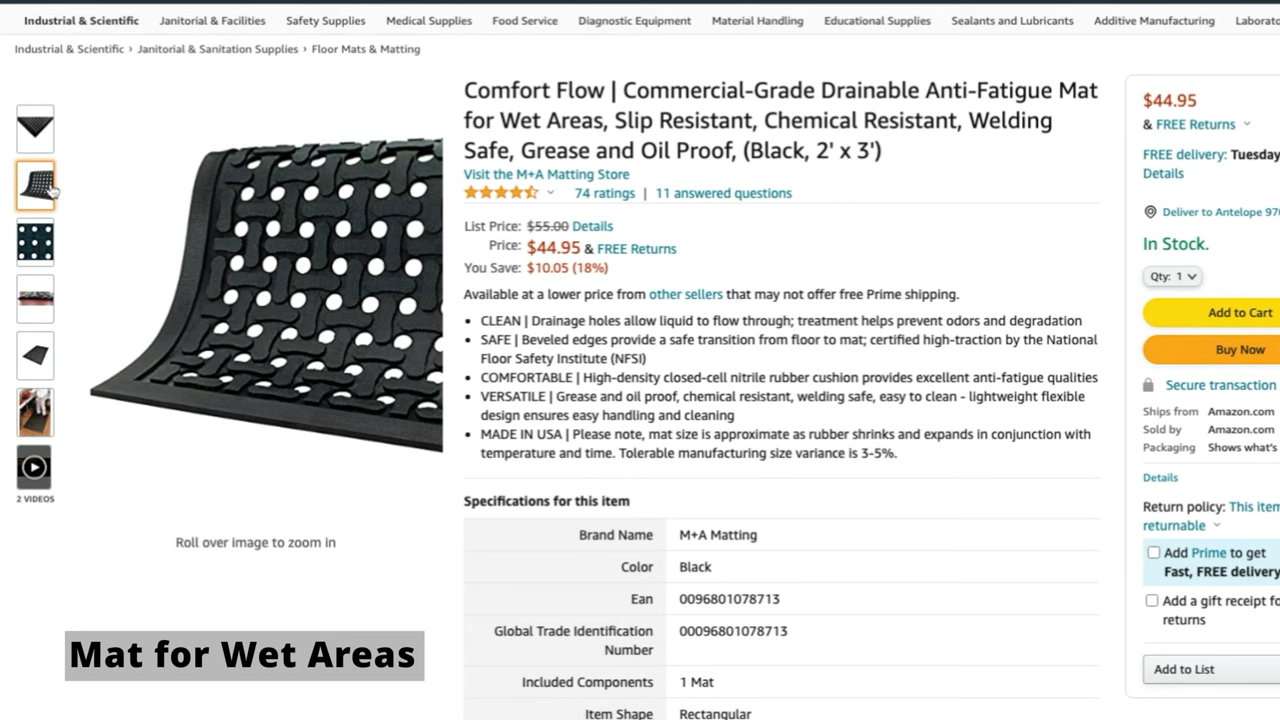 Industrial & Scientific Janitorial & Facilities Safety Supplies Medical Supplies Food Service Diagnostic Equipment Material Handling Educational Supplies Sealants and Lubricants Additive Manufacturing Laborato
Industrial & Scientific › Janitorial & Sanitation Supplies › Floor Mats & Matting
2 VIDEOS
Roll over image to zoom in
Mat for Wet Areas
Comfort Flow | Commercial-Grade Drainable Anti-Fatigue Mat
for Wet Areas, Slip Resistant, Chemical Resistant, Welding
Safe, Grease and Oil Proof, (Black, 2' x 3')
Visit the M+A Matting Store
74 ratings | 11 answered questions
List Price: $55.00 Details
Price: $44.95 & FREE Returns
You Save: $10.05 (18%)
Available at a lower price from other sellers that may not offer free Prime shipping.
• CLEAN | Drainage holes allow liquid to flow through; treatment helps prevent odors and degradation
• SAFE | Beveled edges provide a safe transition from floor to mat; certified high-traction by the National
Floor Safety Institute (NFSI)
• COMFORTABLE | High-density closed-cell nitrile rubber cushion provides excellent anti-fatigue qualities
• VERSATILE | Grease and oil proof, chemical resistant, welding safe, easy to clean - lightweight flexible
design ensures easy handling and cleaning
• MADE IN USA | Please note, mat size is approximate as rubber shrinks and expands in conjunction with
temperature and time. Tolerable manufacturing size variance is 3-5%.
Specifications for this item
Brand Name M+A Matting
Color Black
Ean 0096801078713
Global Trade Identification
Number 00096801078713
Included Components 1 Mat
Item Shape Rectangular
$44.95
& FREE Returns
FREE delivery: Tuesday
Details
Deliver to Antelope 970
In Stock.
Qty: 1
Add to Cart
Buy Now
Secure transaction
Ships from Amazon.com
Sold by Amazon.com
Packaging Shows what's
Details
Return policy: This item
returnable
Add Prime to get
Fast, FREE delivery
Add a gift receipt fo
returns
Add to List